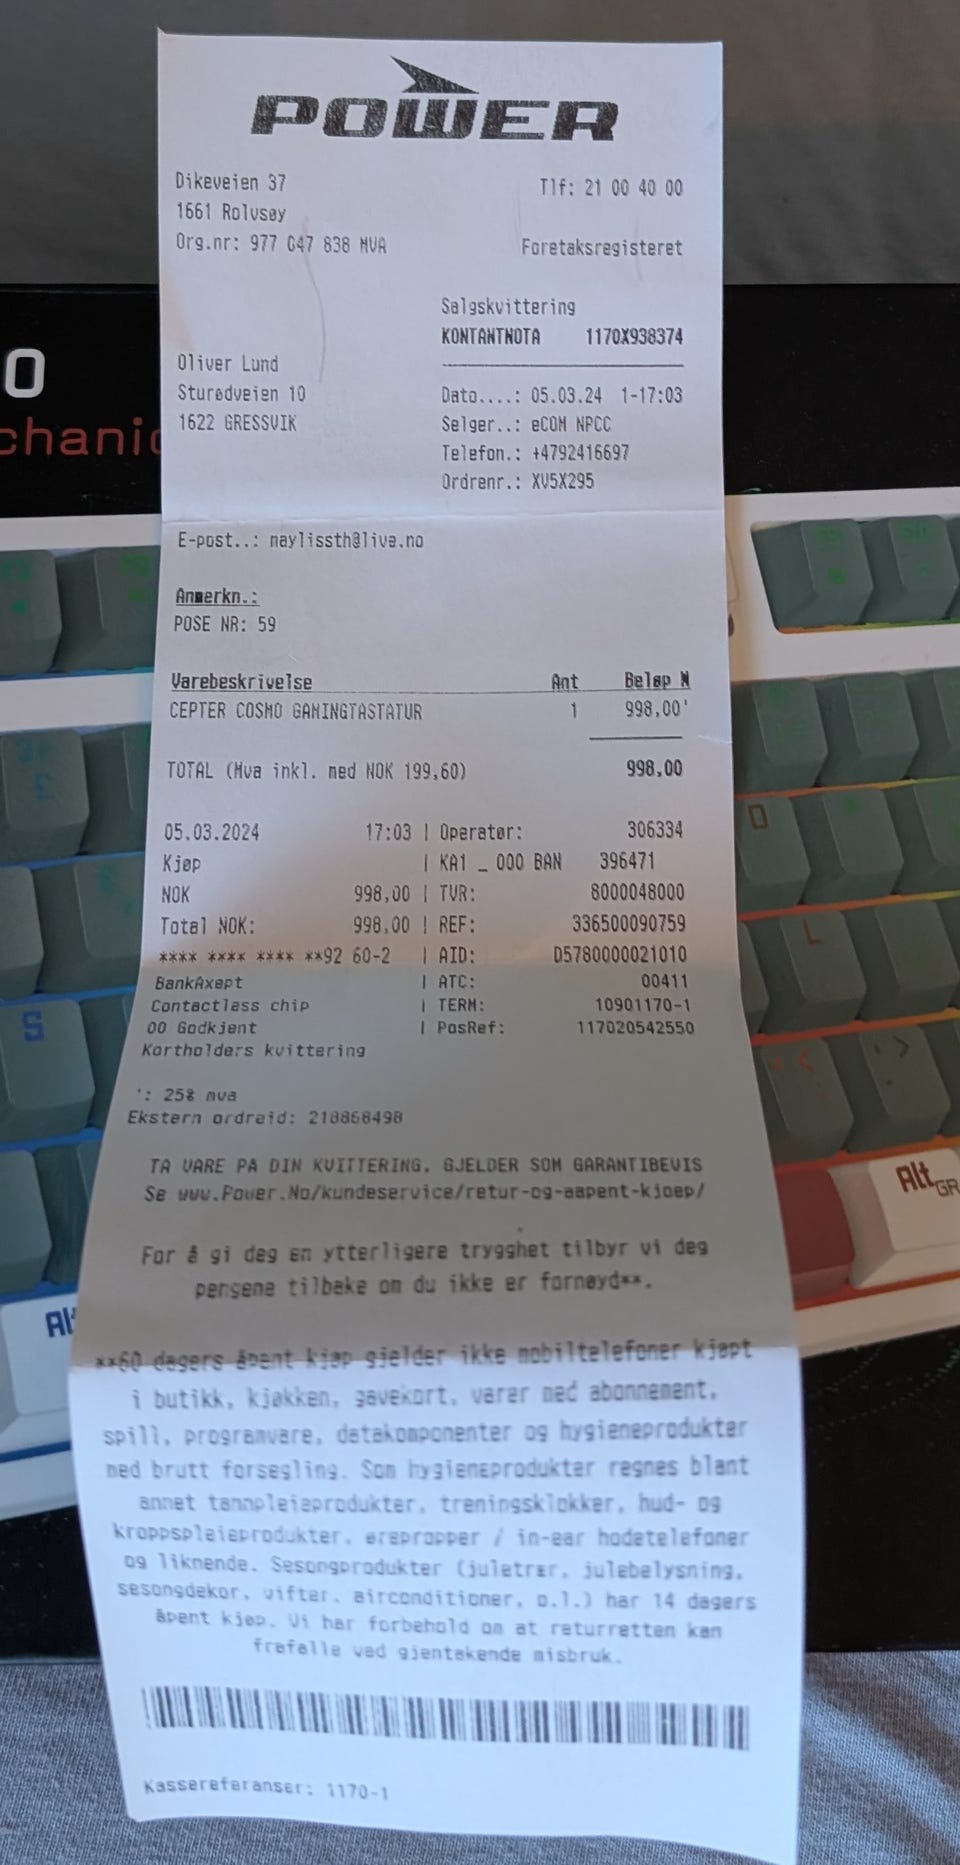 POWER
Dikeveien 37
Tlf: 21 00 40 00
1661 Rolvsøy
Org.nr: 977 047 838 MVA
Foretaksregisteret
Salgskvittering
KONTANTNOTA 1170X938374
Oliver Lund
Sturødveien 10
1622 GRESSVIK
Dato....: 05.03.24 1-17:03
Selger..: eCOM NPCC
Telefon.: +4792416697
Ordrenr.: XV5X295
E-post..: maylissth@live.no
Anmerkn.:
POSE NR: 59
Varebeskrivelse Ant Beløp N
CEPTER COSMO GAMINGTASTATUR 1 998,00'
TOTAL (Mva inkl. med NOK 199,60) 998,00
05.03.2024 17:03 | Operatør: 306334
Kjøp | KA1 _ 000 BAN 396471
NOK 998,00 | TVR: 8000048000
Total NOK: 998,00 | REF: 336500090759
**** **** **** **92 60-2 | AID: D5780000021010
BankAxept | ATC: 00411
Contactless chip | TERM: 10901170-1
00 Godkjent | PosRef: 117020542550
Kortholders kvittering
': 25% mva
Ekstern ordreid: 218868498
TA VARE PÅ DIN KVITTERING, GJELDER SOM GARANTIBEVIS
Se www.Power.No/kundeservice/retur-og-aapent-kjoep/
For å gi deg en ytterligere trygghet tilbyr vi deg
pengene tilbake om du ikke er fornøyd**.
**60 dagers åpent kjøp gjelder ikke mobiltelefoner kjøpt
i butikk, kjøkken, gavekort, varer med abonnement,
spill, programvare, datakomponenter og hygieneprodukter
med brutt forsegling. Som hygieneprodukter regnes blant
annet tannpleieprodukter, treningsklokker, hud- og
kroppspleieprodukter, ørepropper / in-ear hodetelefoner
og liknende. Sesongprodukter (juletrær, julebelysning,
sesongdekor, vifter, airconditioner, o.l.) har 14 dagers
åpent kjøp. Vi har forbehold om at returretten kan
frafalle ved gjentakende misbruk.
Kassereferanser: 1170-1
O
chanic
S
Alt
O
L
Alt GR